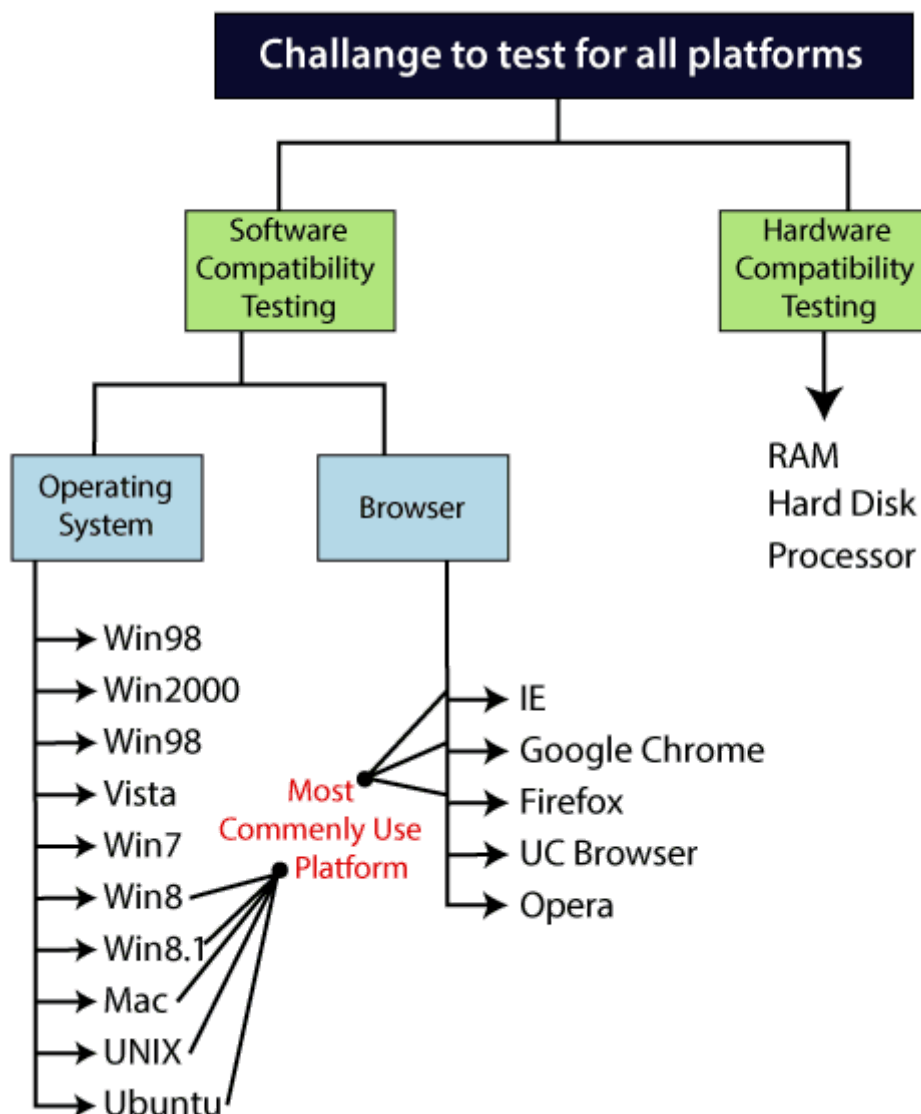 Challange to test for all platforms
Software
Compatibility
Testing
Hardware
Compatibility
Testing
Operating
System
Browser
RAM
Hard Disk
Processor
Win98
Win2000
Win98
Vista
Win7
Win8
Win8.1
Mac
UNIX
Ubuntu
Most
Commenly Use
Platform
IE
Google Chrome
Firefox
UC Browser
Opera